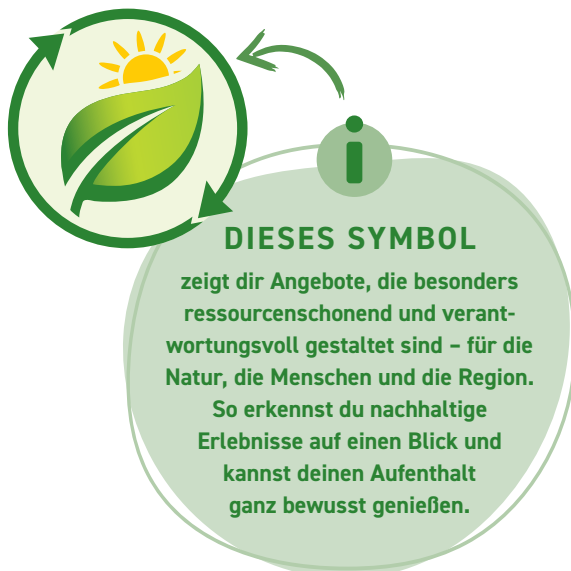 i
DIESES SYMBOL
zeigt dir Angebote, die besonders
ressourcenschonend und verant-
wortungsvoll gestaltet sind – für die
Natur, die Menschen und die Region.
So erkennst du nachhaltige
Erlebnisse auf einen Blick und
kannst deinen Aufenthalt
ganz bewusst genießen.